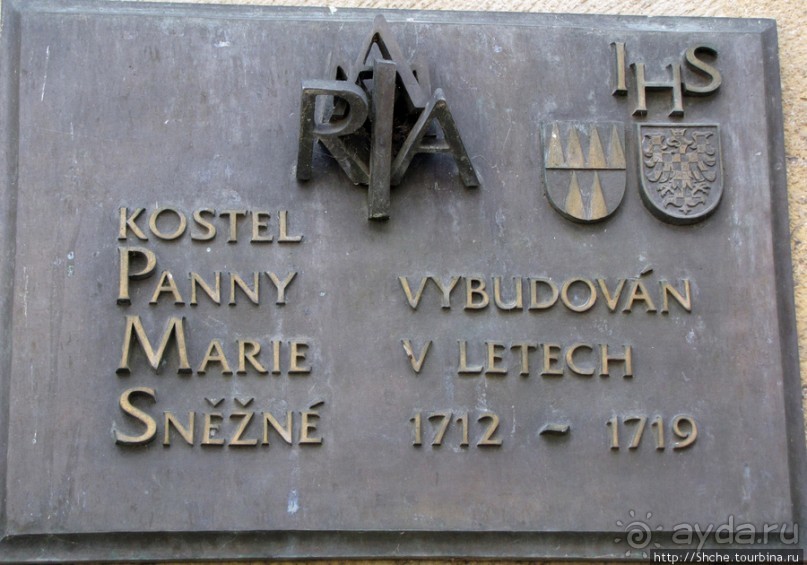 IHS
KOSTEL
PANNY
MARIE
SNĚŽNÉ
VYBUDOVÁN
V LETECH
1712 - 1719
ayda.ru
http://Shche.tourbina.ru